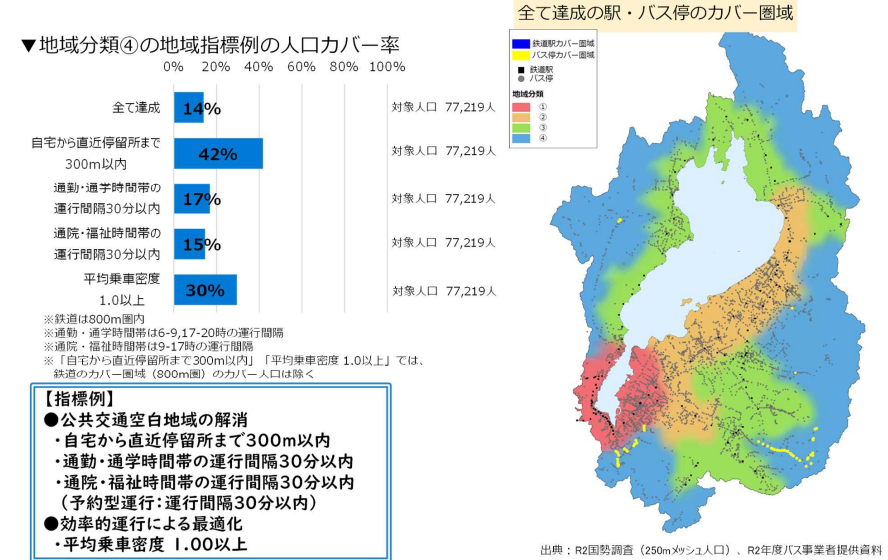 ▼地域分類④の地域指標例の人口カバー率
0% 20% 40% 60% 80% 100%
全て達成 14% 対象人口 77,219人
自宅から直近停留所まで
300m以内 42% 対象人口 77,219人
通勤・通学時間帯の
運行間隔30分以内 17% 対象人口 77,219人
通院・福祉時間帯の
運行間隔30分以内 15% 対象人口 77,219人
平均乗車密度
1.0以上 30% 対象人口 77,219人
※鉄道は800m圏内
※通勤・通学時間帯は6-9,17-20時の運行間隔
※通院・福祉時間帯は9-17時の運行間隔
※「自宅から直近停留所まで300m以内」「平均乗車密度 1.0以上」では、
鉄道のカバー圏域（800m圏）のカバー人口は除く
【指標例】
●公共交通空白地域の解消
・自宅から直近停留所まで300m以内
・通勤・通学時間帯の運行間隔30分以内
・通院・福祉時間帯の運行間隔30分以内
（予約型運行：運行間隔30分以内）
●効率的運行による最適化
・平均乗車密度 1.00以上
全て達成の駅・バス停のカバー圏域
鉄道駅カバー圏域
バス停カバー圏域
鉄道駅
バス停
地域分類
①
②
③
④
出典：R2国勢調査（250mメッシュ人口）、R2年度バス事業者提供資料